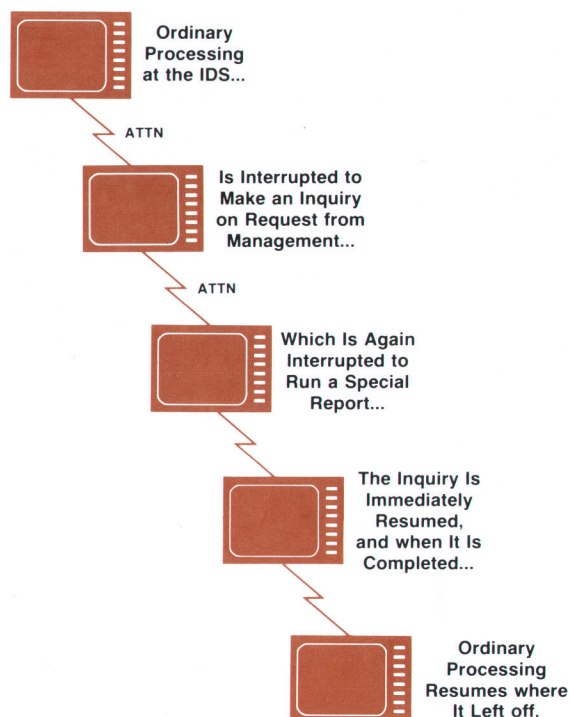 Ordinary
Processing
at the IDS...
ATTN
Is Interrupted to
Make an Inquiry
on Request from
Management...
ATTN
Which Is Again
Interrupted to
Run a Special
Report...
The Inquiry Is
Immediately
Resumed,
and when It Is
Completed...
Ordinary
Processing
Resumes where
It Left off.